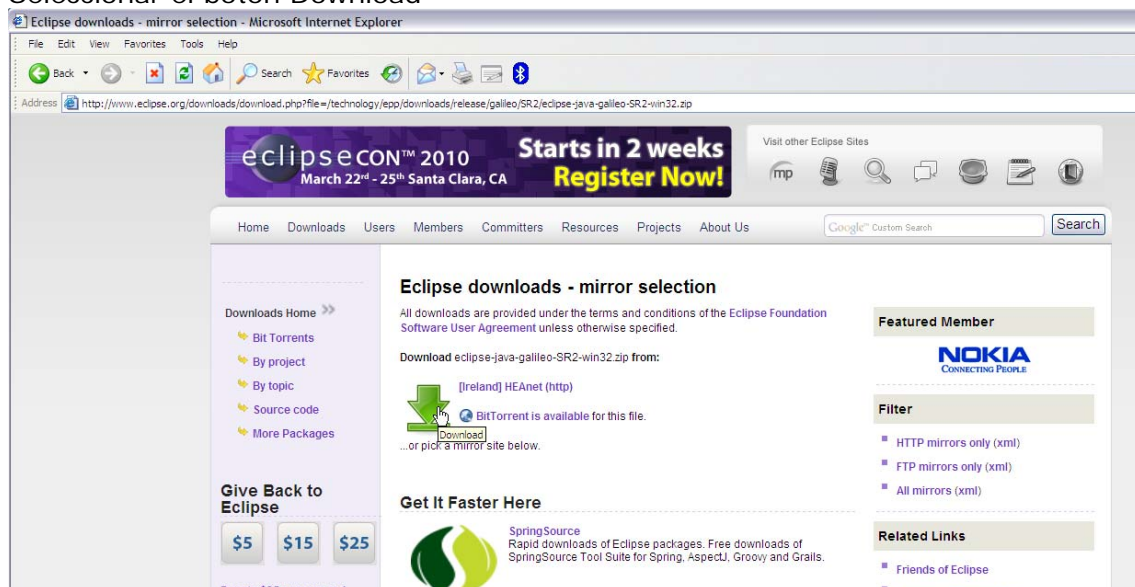 Eclipse downloads - mirror selection - Microsoft Internet Explorer
File Edit View Favorites Tools Help
Back Search Favorites
Address http://www.eclipse.org/downloads/download.php?file=/technology/epp/downloads/release/galileo/SR2/eclipse-java-galileo-SR2-win32.zip
eclipsecon™ 2010
March 22rd - 25th Santa Clara, CA
Starts in 2 weeks
Register Now!
Visit other Eclipse Sites
mp
Home Downloads Users Members Committers Resources Projects About Us
Google™ Custom Search
Search
Downloads Home
Bit Torrents
By project
By topic
Source code
More Packages
Give Back to
Eclipse
$5 $15 $25
Eclipse downloads - mirror selection
All downloads are provided under the terms and conditions of the Eclipse Foundation
Software User Agreement unless otherwise specified.
Download eclipse-java-galileo-SR2-win32.zip from:
[Ireland] HEAnet (http)
BitTorrent is available for this file.
Download
...or pick a mirror site below.
Get It Faster Here
SpringSource
Rapid downloads of Eclipse packages. Free downloads of
SpringSource Tool Suite for Spring, AspectJ, Groovy and Grails.
Featured Member
NOKIA
CONNECTING PEOPLE
Filter
HTTP mirrors only (xml)
FTP mirrors only (xml)
All mirrors (xml)
Related Links
Friends of Eclipse